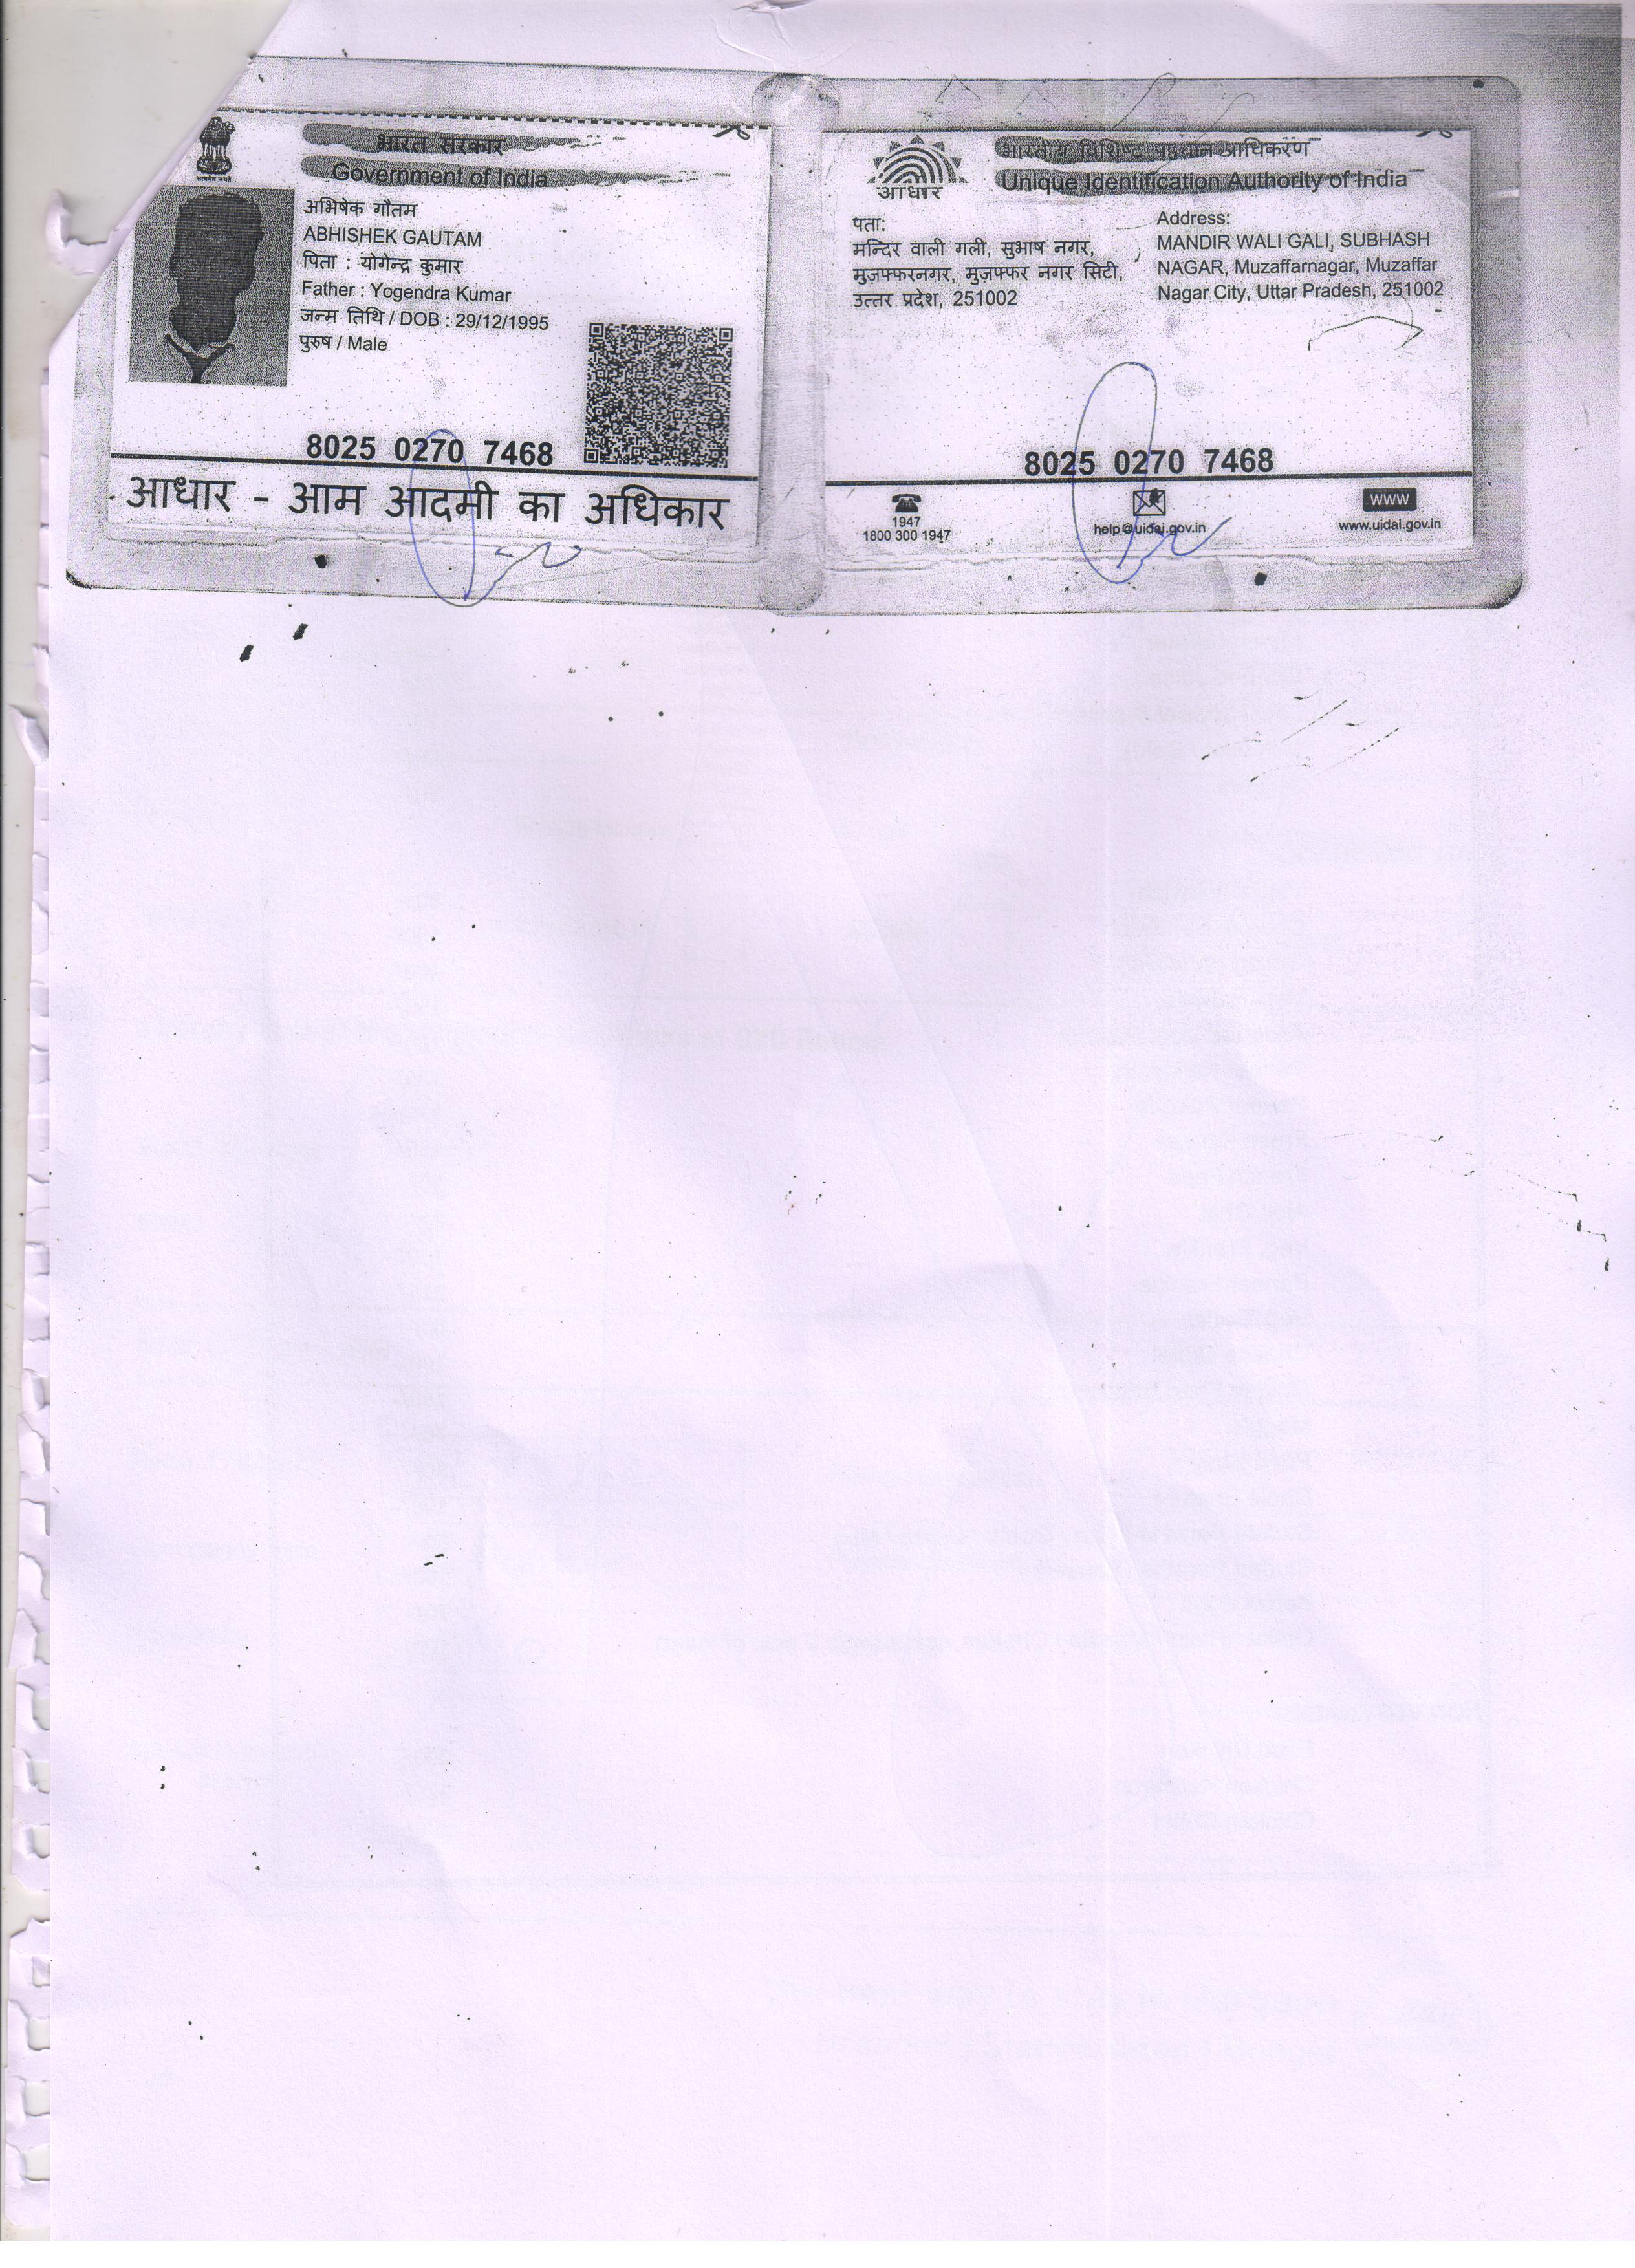 भारत सरकार
Government of India
अभिषेक गौतम
ABHISHEK GAUTAM
पिता : योगेन्द्र कुमार
Father : Yogendra Kumar
जन्म तिथि / DOB : 29/12/1995
पुरुष / Male
8025 0270 7468
आधार - आम आदमी का अधिकार
भारतीय विशिष्ट पहचान प्राधिकरण
Unique Identification Authority of India
आधार
पता:
मन्दिर वाली गली, सुभाष नगर,
मुज़फ्फरनगर, मुज़फ्फर नगर सिटी,
उत्तर प्रदेश, 251002
Address:
MANDIR WALI GALI, SUBHASH
NAGAR, Muzaffarnagar, Muzaffar
Nagar City, Uttar Pradesh, 251002
8025 0270 7468
1947
1800 300 1947
help@uidai.gov.in
WWW
www.uidai.gov.in